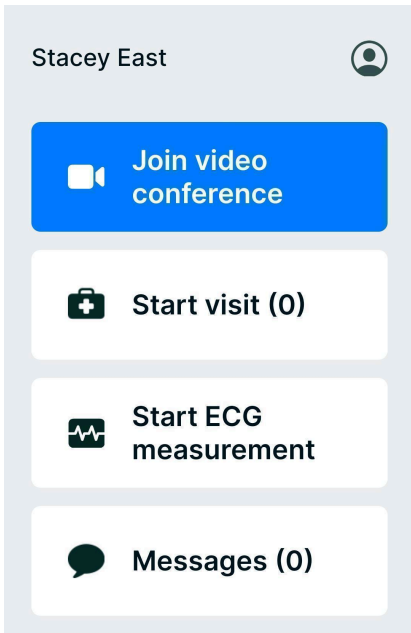 Stacey East
Join video
conference
Start visit (0)
Start ECG
measurement
Messages (0)